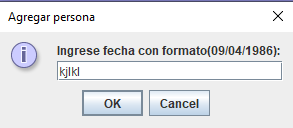 Agregar persona
Ingrese fecha con formato(09/04/1986):
kjlkl
OK
Cancel